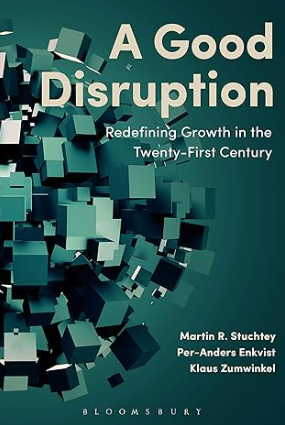 A Good
Disruption
Redefining Growth in the
Twenty-First Century
Martin R. Stuchtey
Per-Anders Enkvist
Klaus Zumwinkel
BLOOMSBURY